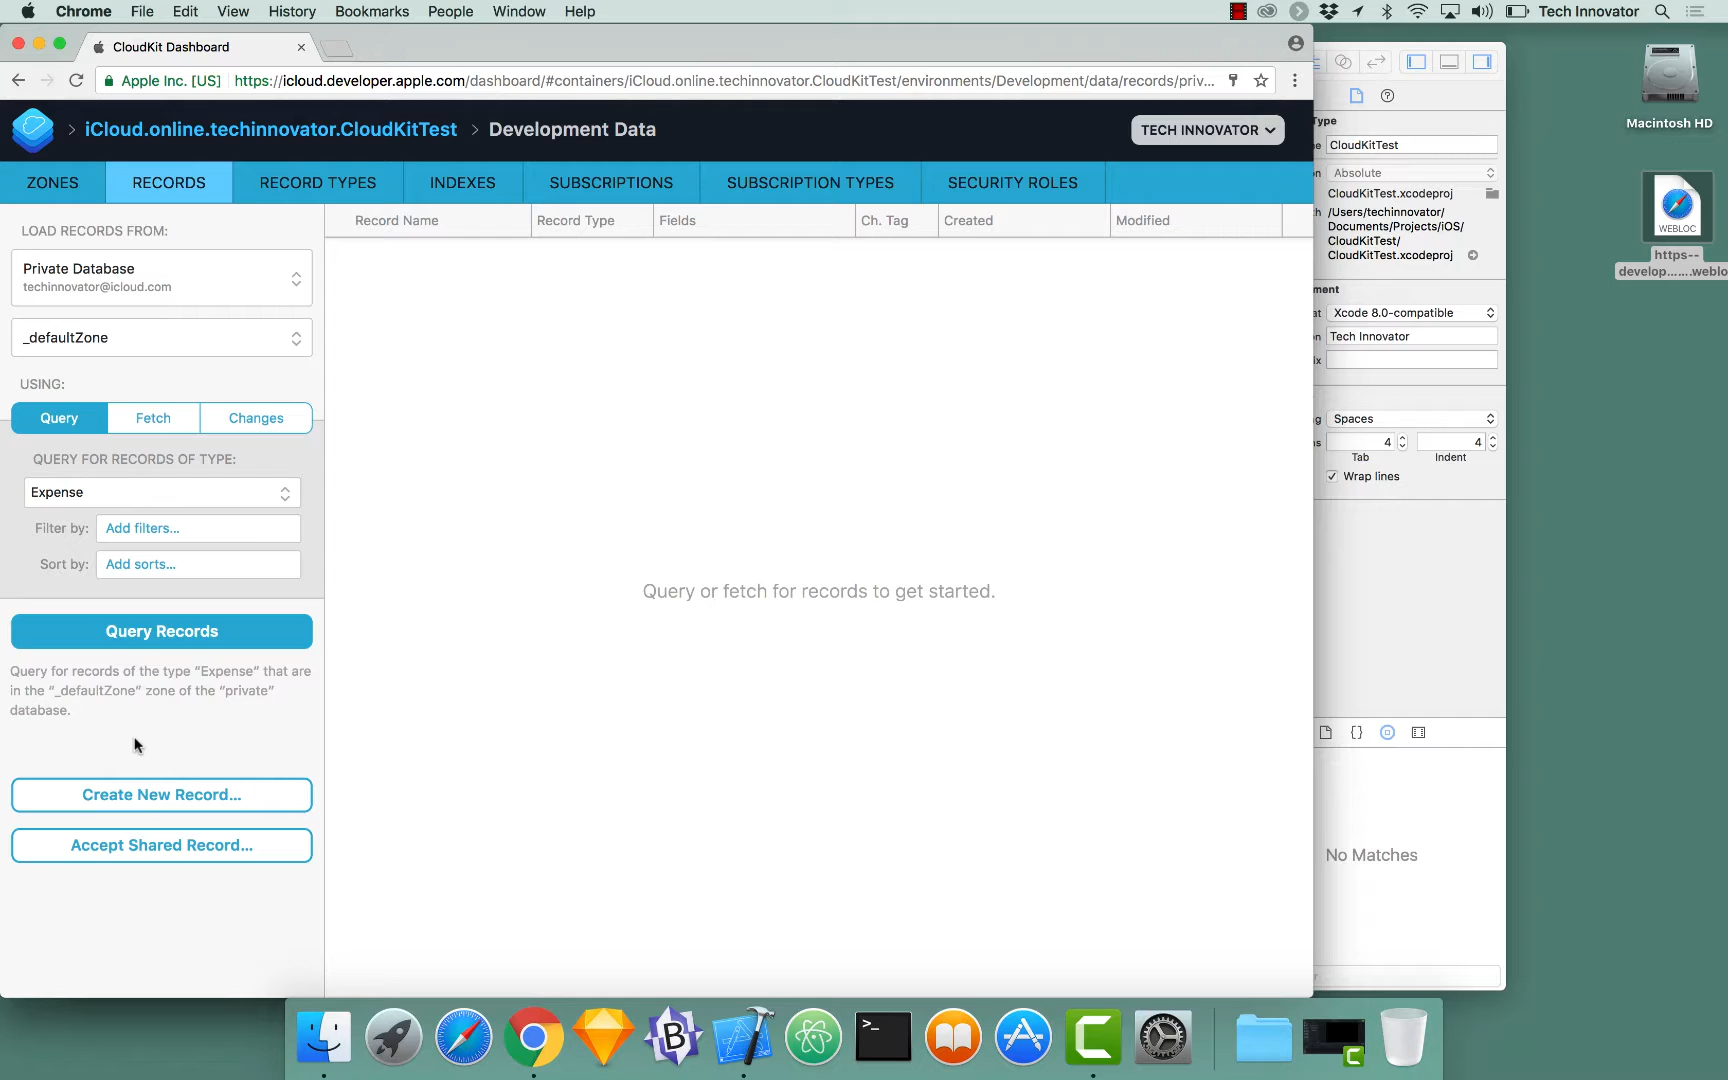 Chrome File Edit View History Bookmarks People Window Help
Tech Innovator
CloudKit Dashboard
Apple Inc. [US] https://icloud.developer.apple.com/dashboard/#containers/iCloud.online.techinnovator.CloudKitTest/environments/Development/data/records/priv...
iCloud.online.techinnovator.CloudKitTest > Development Data
TECH INNOVATOR
ZONES RECORDS RECORD TYPES INDEXES SUBSCRIPTIONS SUBSCRIPTION TYPES SECURITY ROLES
LOAD RECORDS FROM:
Private Database
techinnovator@icloud.com
_defaultZone
USING:
Query Fetch Changes
QUERY FOR RECORDS OF TYPE:
Expense
Filter by: Add filters...
Sort by: Add sorts...
Query Records
Query for records of the type “Expense” that are
in the “_defaultZone” zone of the “private”
database.
Create New Record...
Accept Shared Record...
Record Name Record Type Fields Ch. Tag Created Modified
Query or fetch for records to get started.
Type
CloudKitTest
Absolute
CloudKitTest.xcodeproj
/Users/techinnovator/
Documents/Projects/iOS/
CloudKitTest/
CloudKitTest.xcodeproj
ment
Xcode 8.0-compatible
Tech Innovator
Spaces
4 4
Tab Indent
Wrap lines
{}
No Matches
Macintosh HD
WEBLOC
https--
develop......weblo
B
>_
C
C